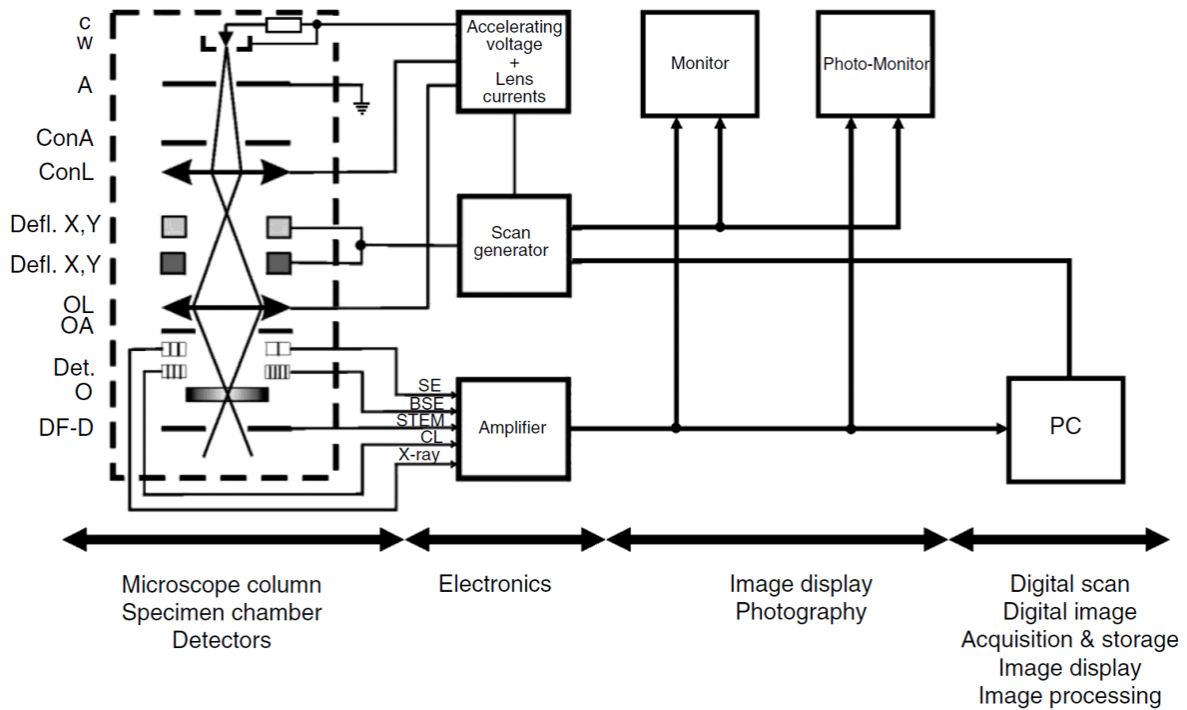 C
W
A
ConA
ConL
Defl. X,Y
Defl. X,Y
OL
OA
Det.
O
DF-D
Accelerating
voltage
+
Lens
currents
Scan
generator
SE
BSE
STEM
CL
X-ray
Amplifier
Monitor
Photo-Monitor
PC
Microscope column
Specimen chamber
Detectors
Electronics
Image display
Photography
Digital scan
Digital image
Acquisition & storage
Image display
Image processing